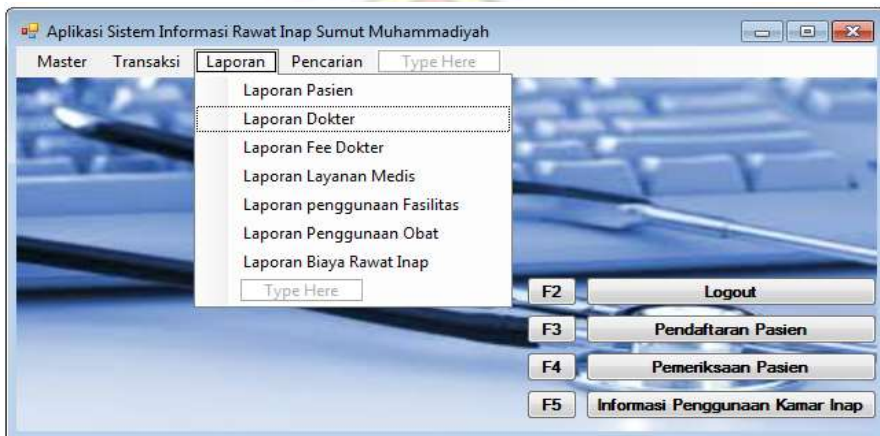 Aplikasi Sistem Informasi Rawat Inap Sumut Muhammadiyah
Master Transaksi Laporan Pencarian Type Here
Laporan Pasien
Laporan Dokter
Laporan Fee Dokter
Laporan Layanan Medis
Laporan penggunaan Fasilitas
Laporan Penggunaan Obat
Laporan Biaya Rawat Inap
Type Here
F2 Logout
F3 Pendaftaran Pasien
F4 Pemeriksaan Pasien
F5 Informasi Penggunaan Kamar Inap